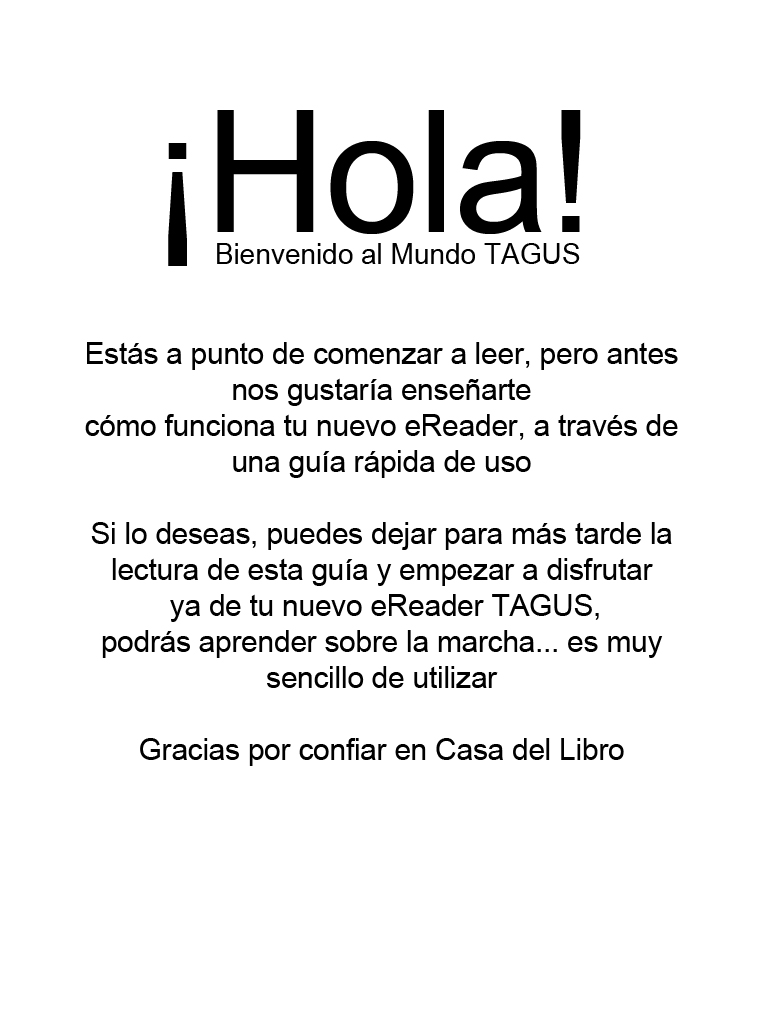 ¡Hola!
Bienvenido al Mundo TAGUS
Estás a punto de comenzar a leer, pero antes
nos gustaría enseñarte
cómo funciona tu nuevo eReader, a través de
una guía rápida de uso
Si lo deseas, puedes dejar para más tarde la
lectura de esta guía y empezar a disfrutar
ya de tu nuevo eReader TAGUS,
podrás aprender sobre la marcha... es muy
sencillo de utilizar
Gracias por confiar en Casa del Libro